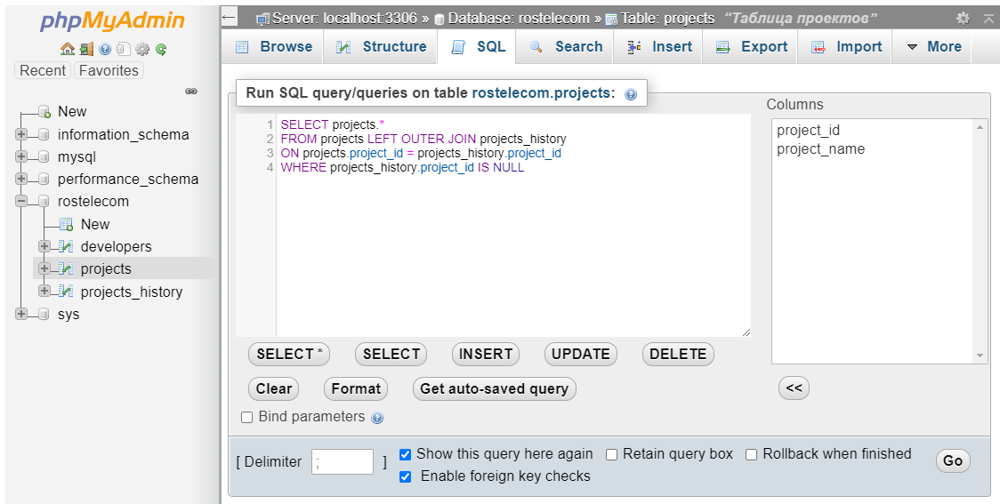 phpMyAdmin
Recent Favorites
New
information_schema
mysql
performance_schema
rostelecom
New
developers
projects
projects_history
sys
Server: localhost:3306 » Database: rostelecom » Table: projects “Таблица проектов”
Browse Structure SQL Search Insert Export Import More
Run SQL query/queries on table rostelecom.projects:
1 SELECT projects.*
2 FROM projects LEFT OUTER JOIN projects_history
3 ON projects.project_id = projects_history.project_id
4 WHERE projects_history.project_id IS NULL
Columns
project_id
project_name
SELECT * SELECT INSERT UPDATE DELETE
Clear Format Get auto-saved query <<
Bind parameters
[ Delimiter ; ] Show this query here again Retain query box Rollback when finished Go
Enable foreign key checks